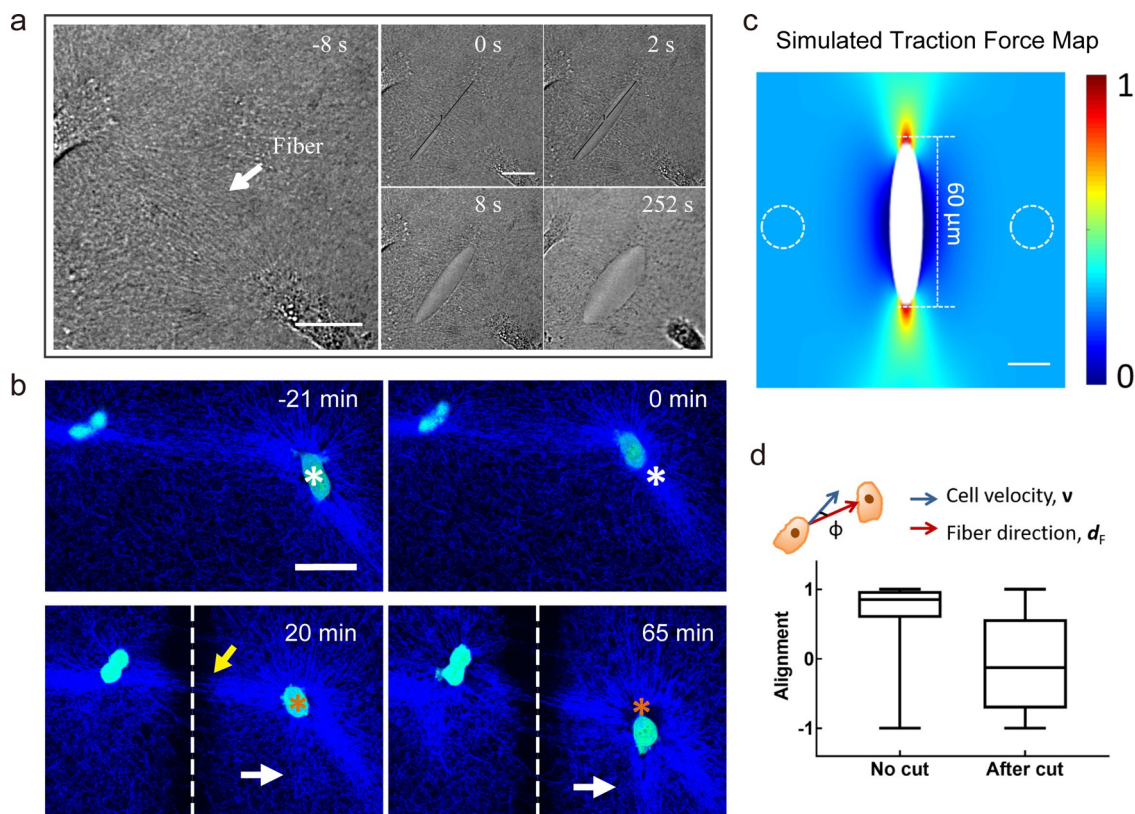 a
-8 s
Fiber
0 s
2 s
8 s
252 s
b
-21 min
0 min
20 min
65 min
c
Simulated Traction Force Map
1
60 μm
0
d
Cell velocity, v
ϕ
Fiber direction, dF
Alignment
1
0
-1
No cut
After cut